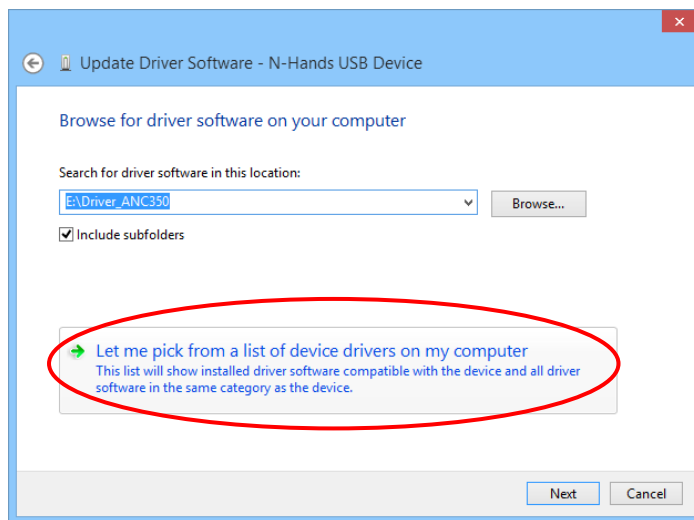 Update Driver Software - N-Hands USB Device
Browse for driver software on your computer
Search for driver software in this location:
E:\Driver_ANC350
Browse...
Include subfolders
Let me pick from a list of device drivers on my computer
This list will show installed driver software compatible with the device and all driver
software in the same category as the device.
Next
Cancel